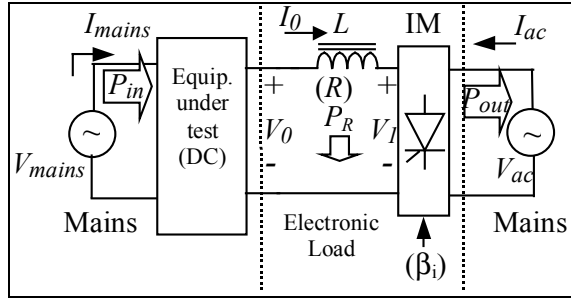 I_mains
P_in
V_mains
~
Mains
Equip.
under
test
(DC)
I_0
L
+
(R)
+
V_0
P_R
V_1
-
-
Electronic
Load
IM
(β_i)
I_ac
P_out
~
V_ac
Mains